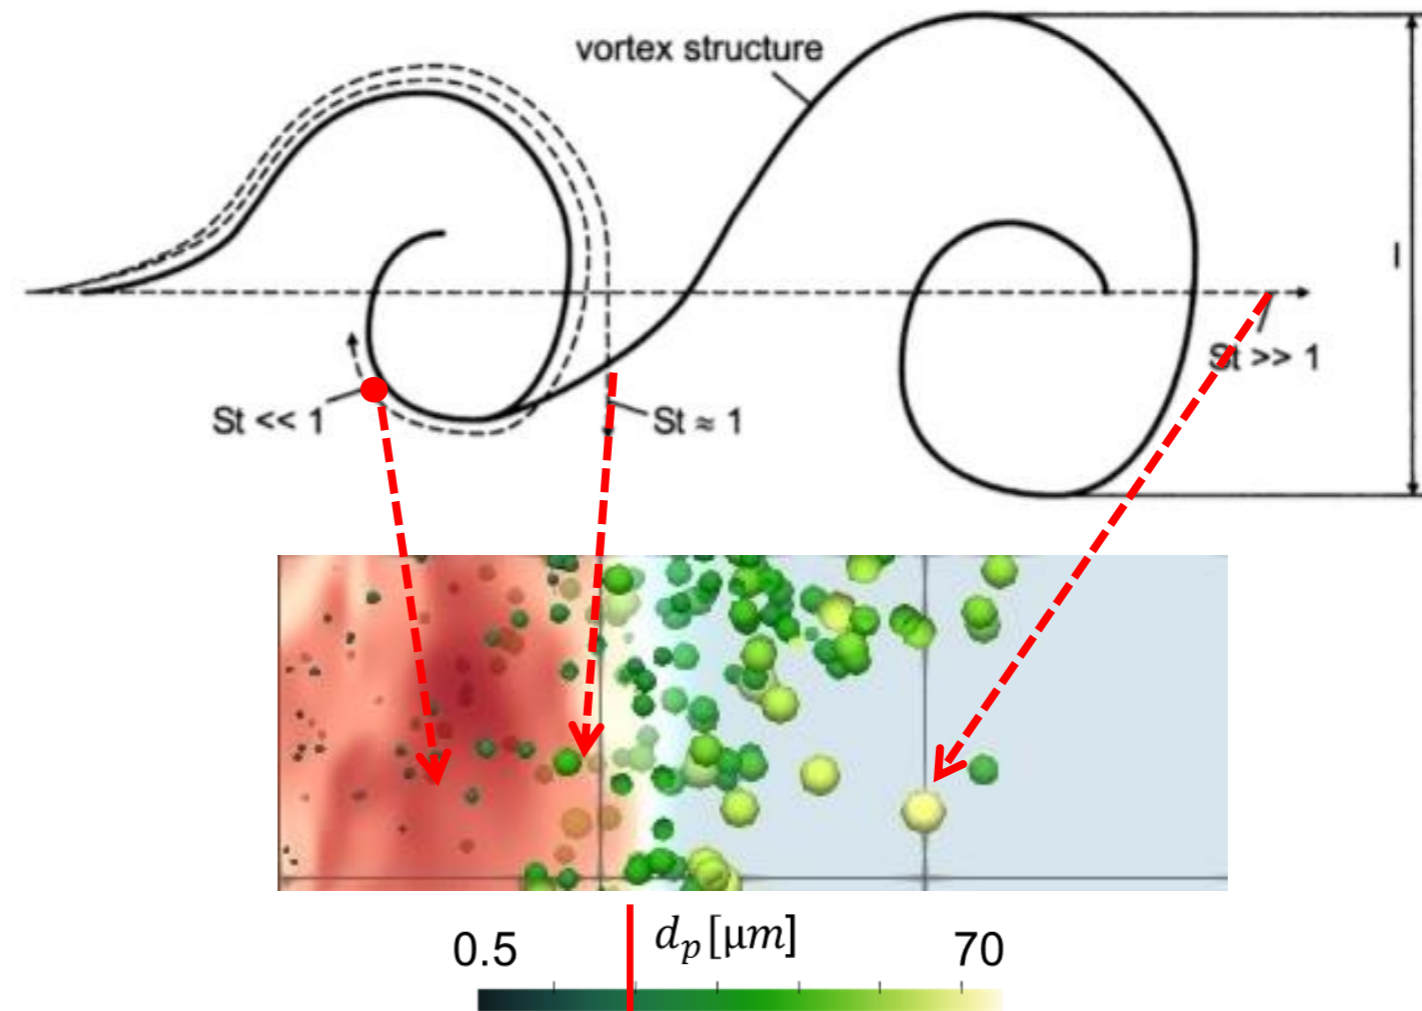 vortex structure
l
St >> 1
St << 1
St ≈ 1
0.5
d_p [μm]
70